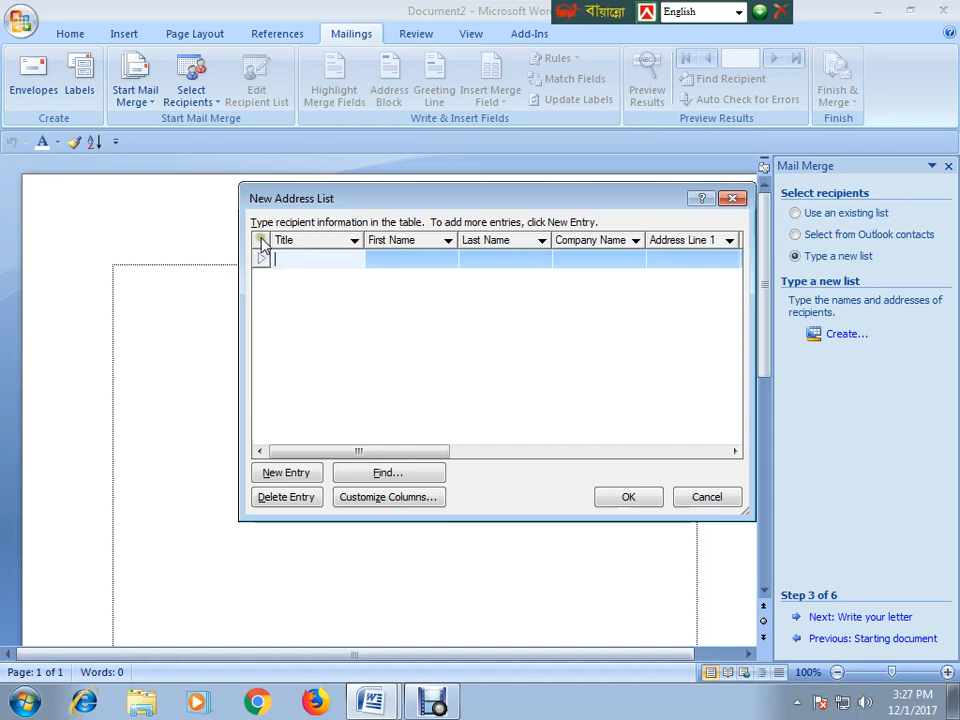 Document2 - Microsoft Wor
বায়ান্নো
English
Home Insert Page Layout References Mailings Review View Add-Ins
Envelopes
Labels
Create
Start Mail Merge
Select Recipients
Edit Recipient List
Start Mail Merge
Highlight Merge Fields
Address Block
Greeting Line
Insert Merge Field
Rules
Match Fields
Update Labels
Write & Insert Fields
Preview Results
ABC
Find Recipient
Auto Check for Errors
Preview Results
Finish & Merge
Finish
A
Mail Merge
Select recipients
Use an existing list
Select from Outlook contacts
Type a new list
Type a new list
Type the names and addresses of
recipients.
Create...
New Address List
Type recipient information in the table. To add more entries, click New Entry.
Title First Name Last Name Company Name Address Line 1
New Entry Find...
Delete Entry Customize Columns... OK Cancel
Step 3 of 6
Next: Write your letter
Previous: Starting document
Page: 1 of 1 Words: 0 100%
3:27 PM
12/1/2017